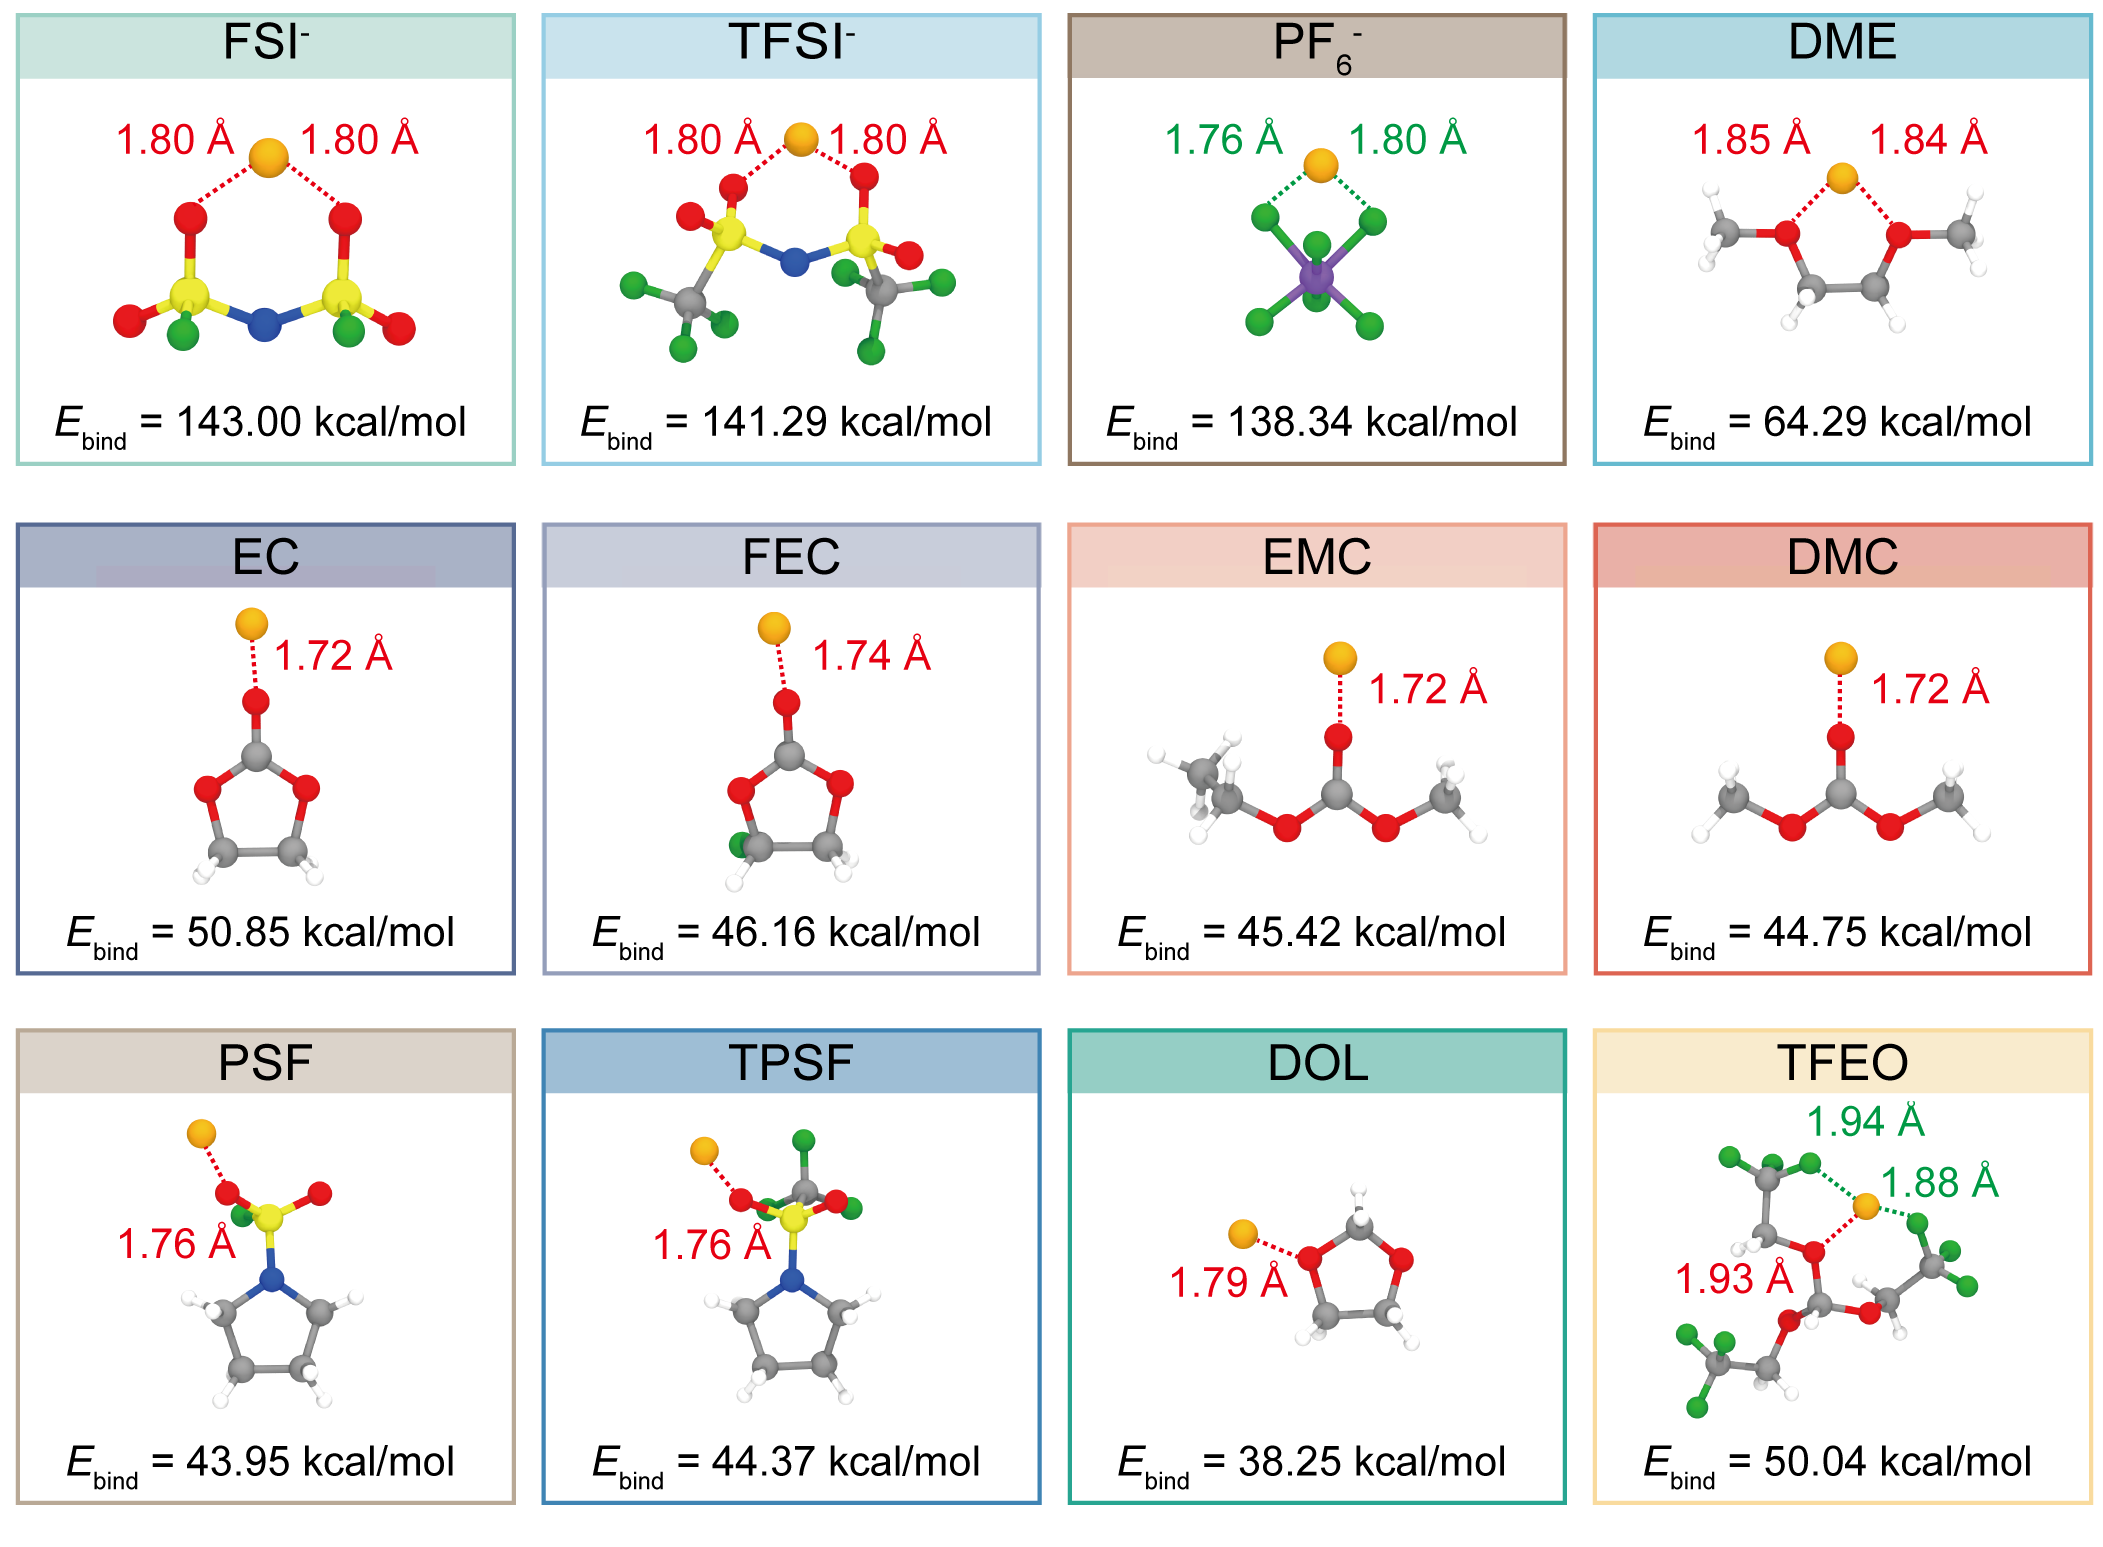 FSI-
1.80 Å 1.80 Å
Ebind = 143.00 kcal/mol
TFSI-
1.80 Å 1.80 Å
Ebind = 141.29 kcal/mol
PF6-
1.76 Å 1.80 Å
Ebind = 138.34 kcal/mol
DME
1.85 Å 1.84 Å
Ebind = 64.29 kcal/mol
EC
1.72 Å
Ebind = 50.85 kcal/mol
FEC
1.74 Å
Ebind = 46.16 kcal/mol
EMC
1.72 Å
Ebind = 45.42 kcal/mol
DMC
1.72 Å
Ebind = 44.75 kcal/mol
PSF
1.76 Å
Ebind = 43.95 kcal/mol
TPSF
1.76 Å
Ebind = 44.37 kcal/mol
DOL
1.79 Å
Ebind = 38.25 kcal/mol
TFEO
1.94 Å
1.88 Å
1.93 Å
Ebind = 50.04 kcal/mol